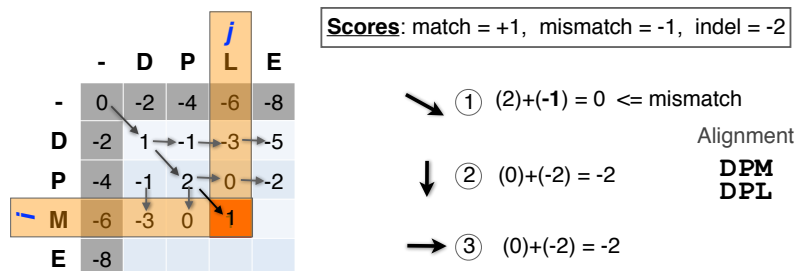 Scores: match = +1, mismatch = -1, indel = -2
j
- D P L E
- 0 -2 -4 -6 -8
D -2 1 -1 -3 -5
P -4 -1 2 0 -2
i M -6 -3 0 1
E -8
1 (2)+(-1) = 0 <= mismatch
Alignment
DPM
DPL
2 (0)+(-2) = -2
3 (0)+(-2) = -2